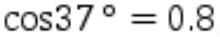 cos37° = 0.8